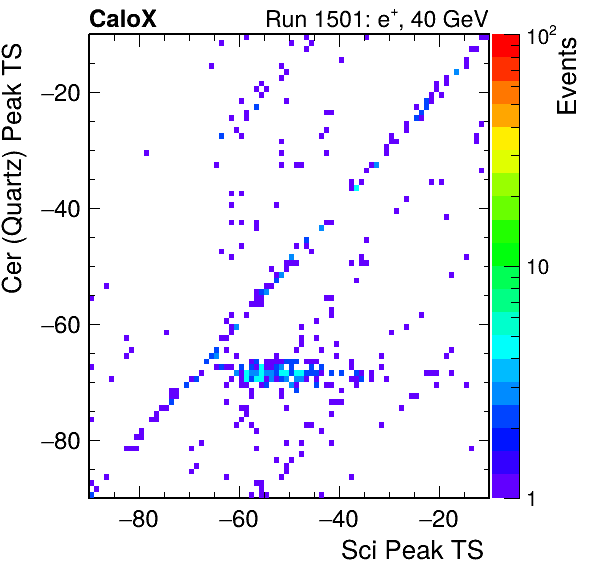 CaloX Run 1501: e⁺, 40 GeV
Cer (Quartz) Peak TS
−20
−40
−60
−80
−80 −60 −40 −20
Sci Peak TS
10²
10
1
Events